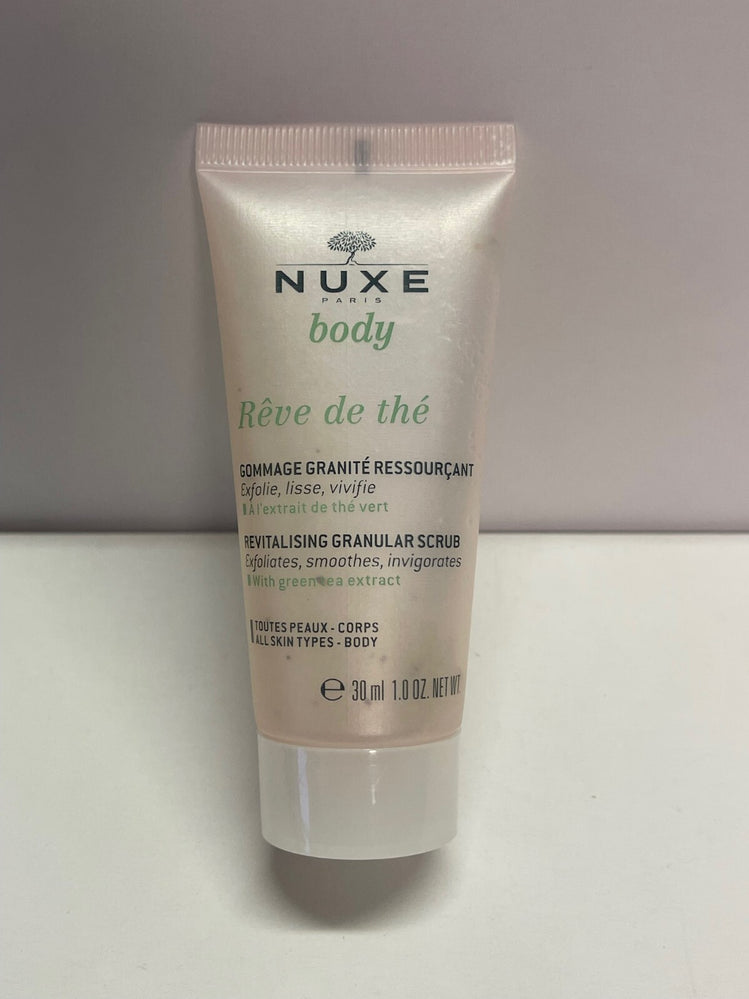 NUXE
PARIS
body
Rêve de thé
GOMMAGE GRANITÉ RESSOURÇANT
Exfolie, lisse, vivifie
A l'extrait de thé vert
REVITALISING GRANULAR SCRUB
Exfoliates, smoothes, invigorates
With green tea extract
TOUTES PEAUX - CORPS
ALL SKIN TYPES - BODY
℮ 30 ml 1.0 OZ. NET WT.